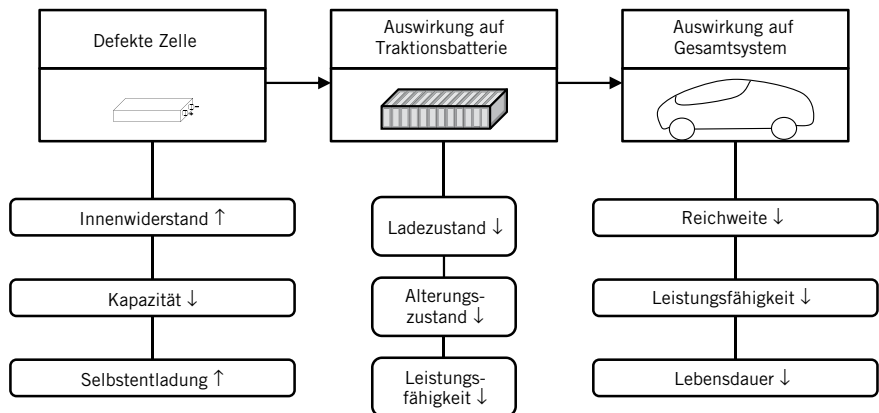 Defekte Zelle
Auswirkung auf
Traktionsbatterie
Auswirkung auf
Gesamtsystem
Innenwiderstand ↑
Kapazität ↓
Selbstentladung ↑
Ladezustand ↓
Alterungs-
zustand ↓
Leistungs-
fähigkeit ↓
Reichweite ↓
Leistungsfähigkeit ↓
Lebensdauer ↓